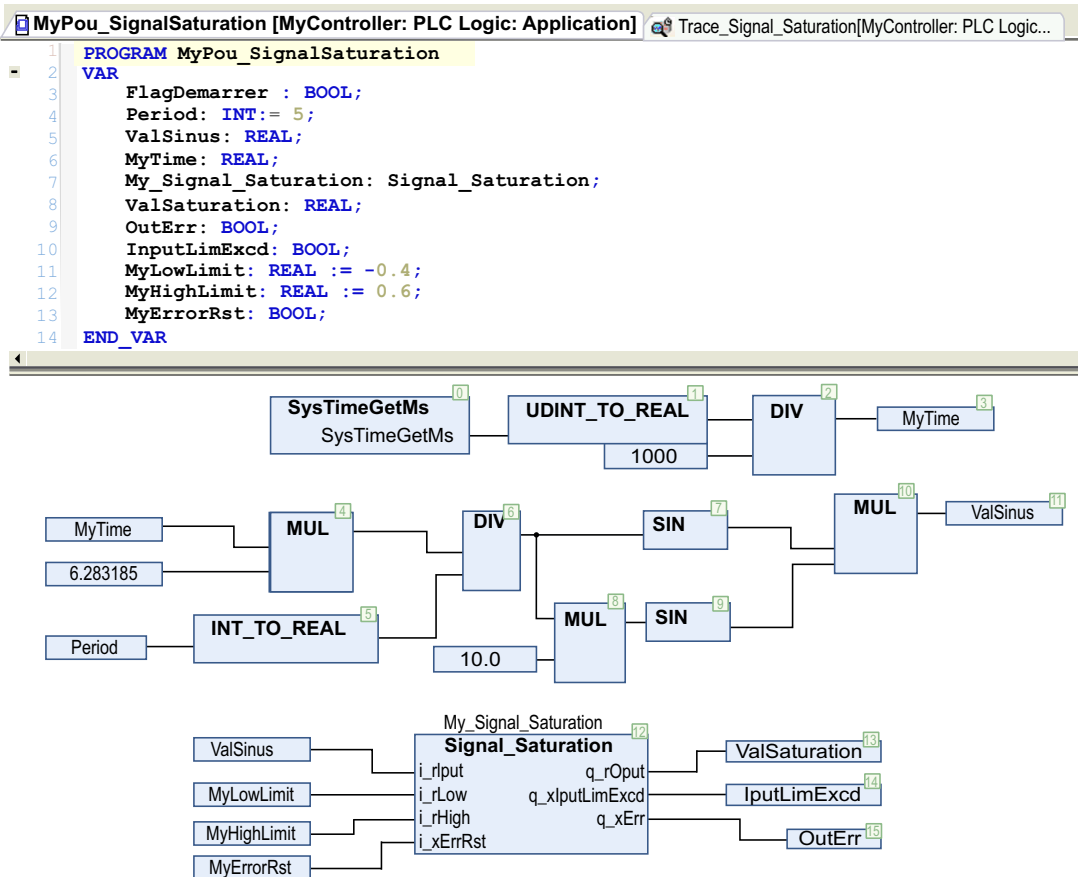 MyPou_SignalSaturation [MyController: PLC Logic: Application] Trace_Signal_Saturation[MyController: PLC Logic...
1 PROGRAM MyPou_SignalSaturation
2 VAR
3 FlagDemarrer : BOOL;
4 Period: INT:= 5;
5 ValSinus: REAL;
6 MyTime: REAL;
7 My_Signal_Saturation: Signal_Saturation;
8 ValSaturation: REAL;
9 OutErr: BOOL;
10 InputLimExcd: BOOL;
11 MyLowLimit: REAL := -0.4;
12 MyHighLimit: REAL := 0.6;
13 MyErrorRst: BOOL;
14 END_VAR
0 1 2 3
SysTimeGetMs UDINT_TO_REAL DIV MyTime
SysTimeGetMs
1000
4 6 7 10 11
MyTime MUL DIV SIN MUL ValSinus
6.283185
5 8 9
INT_TO_REAL MUL SIN
Period
10.0
My_Signal_Saturation
12 13
ValSinus Signal_Saturation ValSaturation
i_rIput q_rOput
14
MyLowLimit i_rLow q_xIputLimExcd IputLimExcd
i_rHigh q_xErr
15
MyHighLimit OutErr
i_xErrRst
MyErrorRst